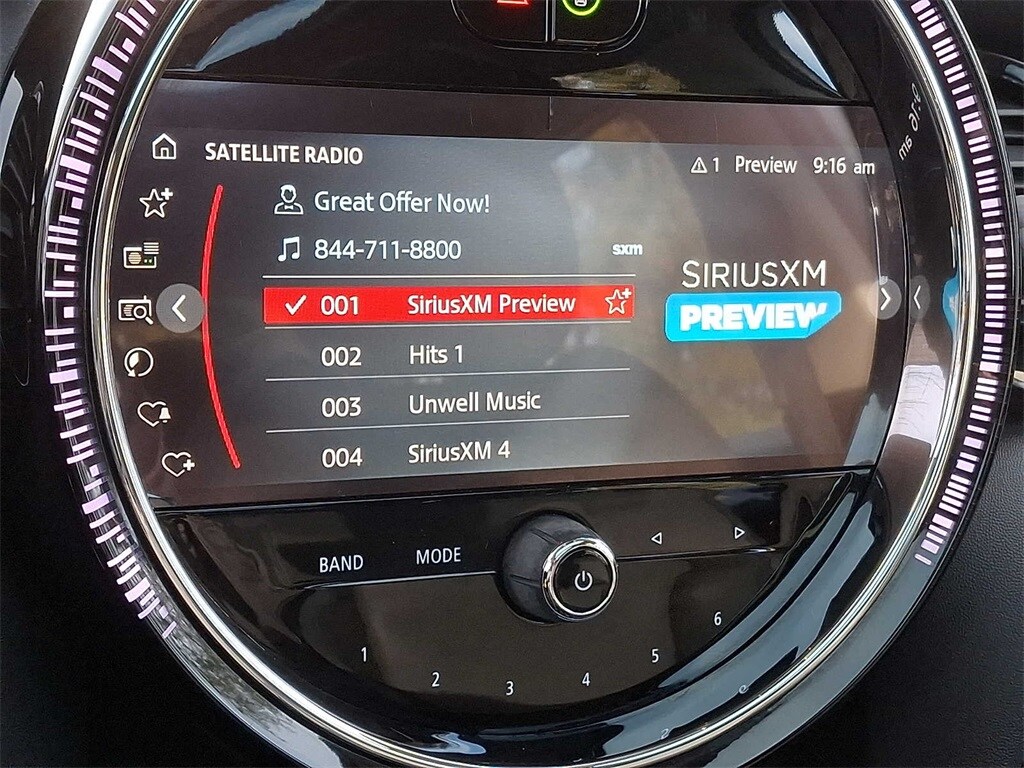 SATELLITE RADIO
1 Preview 9:16 am
Great Offer Now!
844-711-8800
sxm
001 SiriusXM Preview
SIRIUSXM
PREVIEW
002 Hits 1
003 Unwell Music
004 SiriusXM 4
BAND MODE
1 2 3 4 5 6